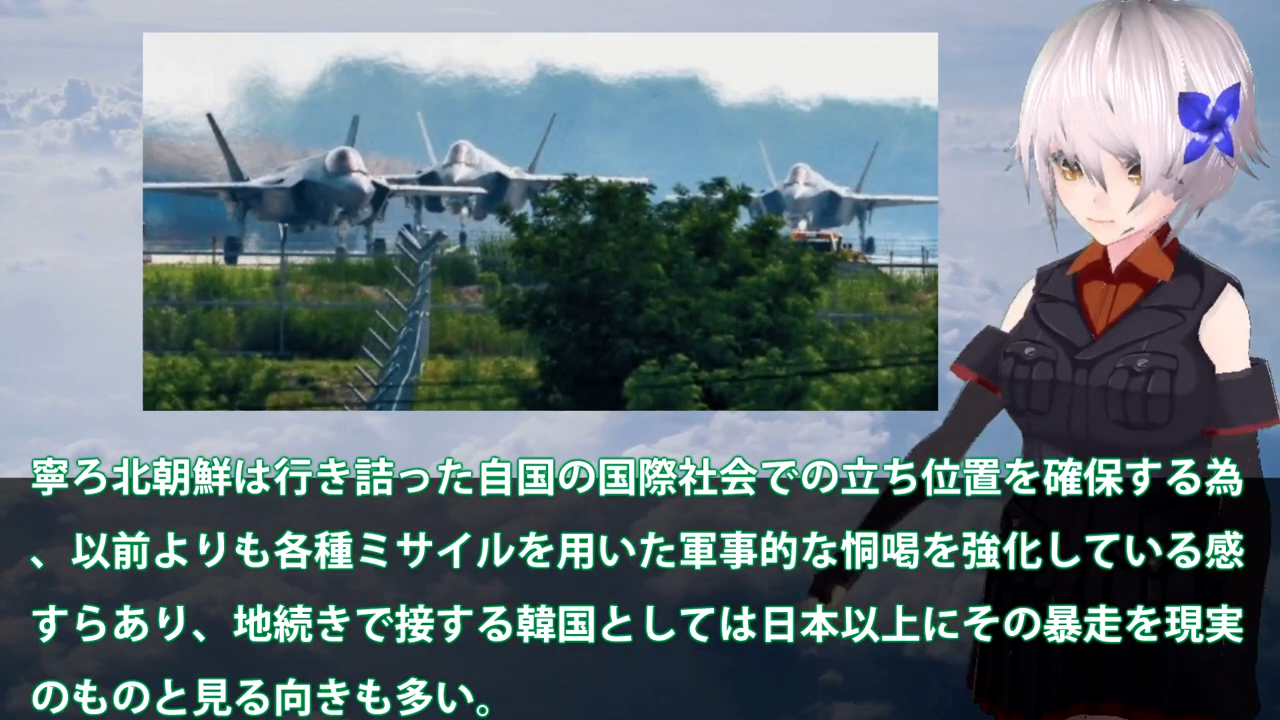 寧ろ北朝鮮は行き詰った自国の国際社会での立ち位置を確保する為
、以前よりも各種ミサイルを用いた軍事的な恫喝を強化している感
すらあり、地続きで接する韓国としては日本以上にその暴走を現実
のものと見る向きも多い。